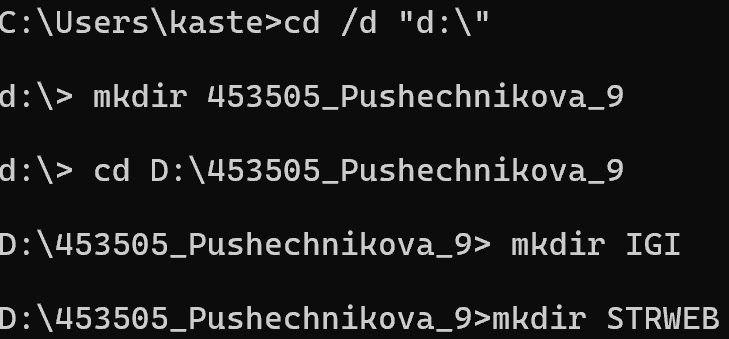 C:\Users\kaste>cd /d "d:\"
d:\> mkdir 453505_Pushechnikova_9
d:\> cd D:\453505_Pushechnikova_9
D:\453505_Pushechnikova_9> mkdir IGI
D:\453505_Pushechnikova_9>mkdir STRWEB